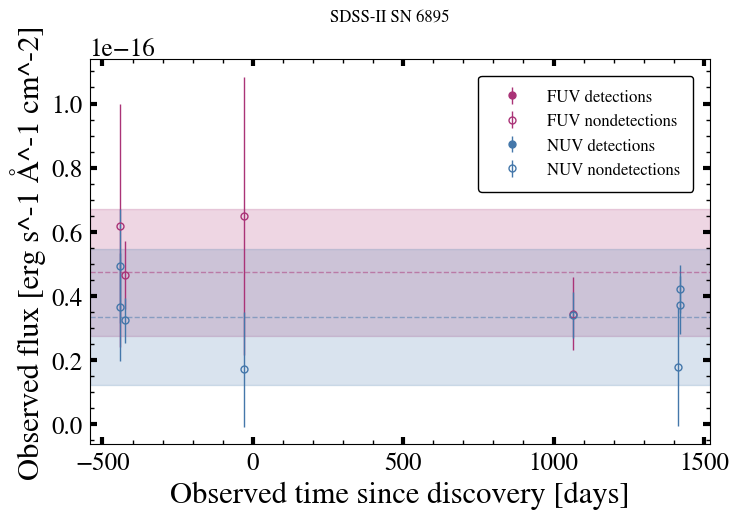 SDSS-II SN 6895
1e−16
Observed flux [erg s^-1 Å^-1 cm^-2]
1.0
0.8
0.6
0.4
0.2
0.0
FUV detections
FUV nondetections
NUV detections
NUV nondetections
−500 0 500 1000 1500
Observed time since discovery [days]